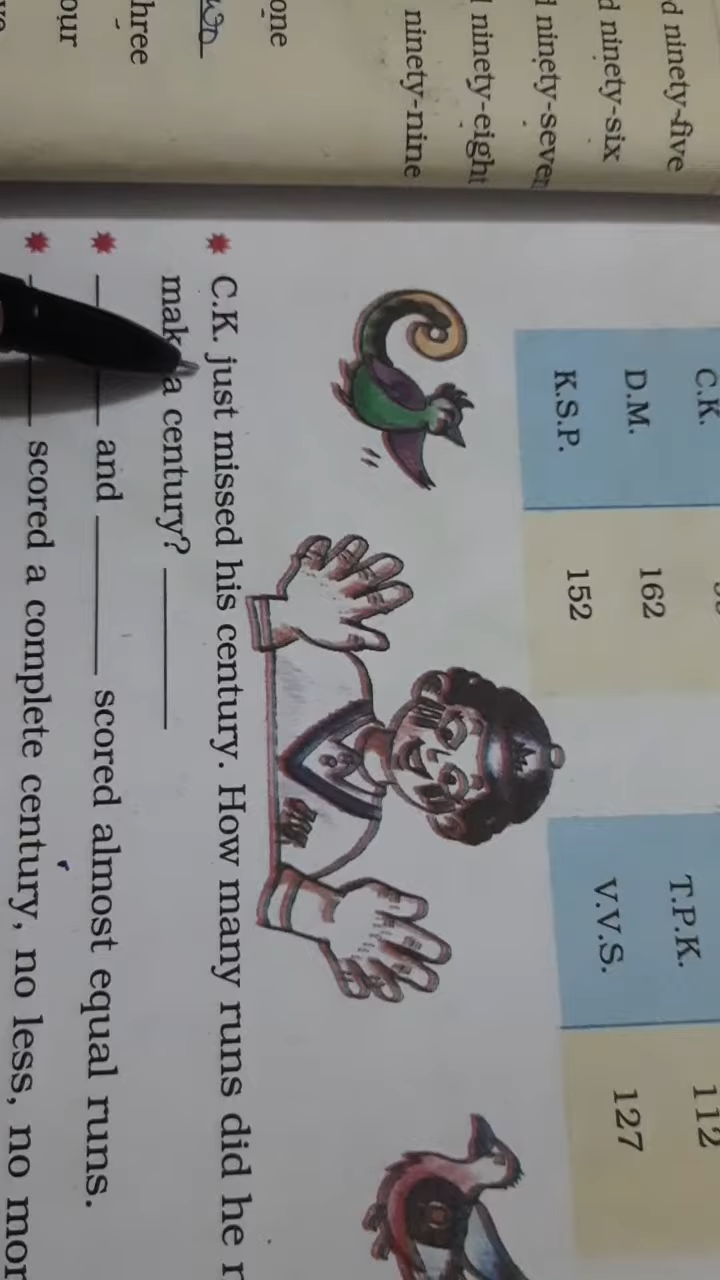 ninety-five
ninety-six
ninety-seven
ninety-eight
ninety-nine
one
hree
our
C.K.
D.M. 162
K.S.P. 152
T.P.K. 112
V.V.S. 127
C.K. just missed his century. How many runs did he
make a century?
and scored almost equal runs.
scored a complete century, no less, no